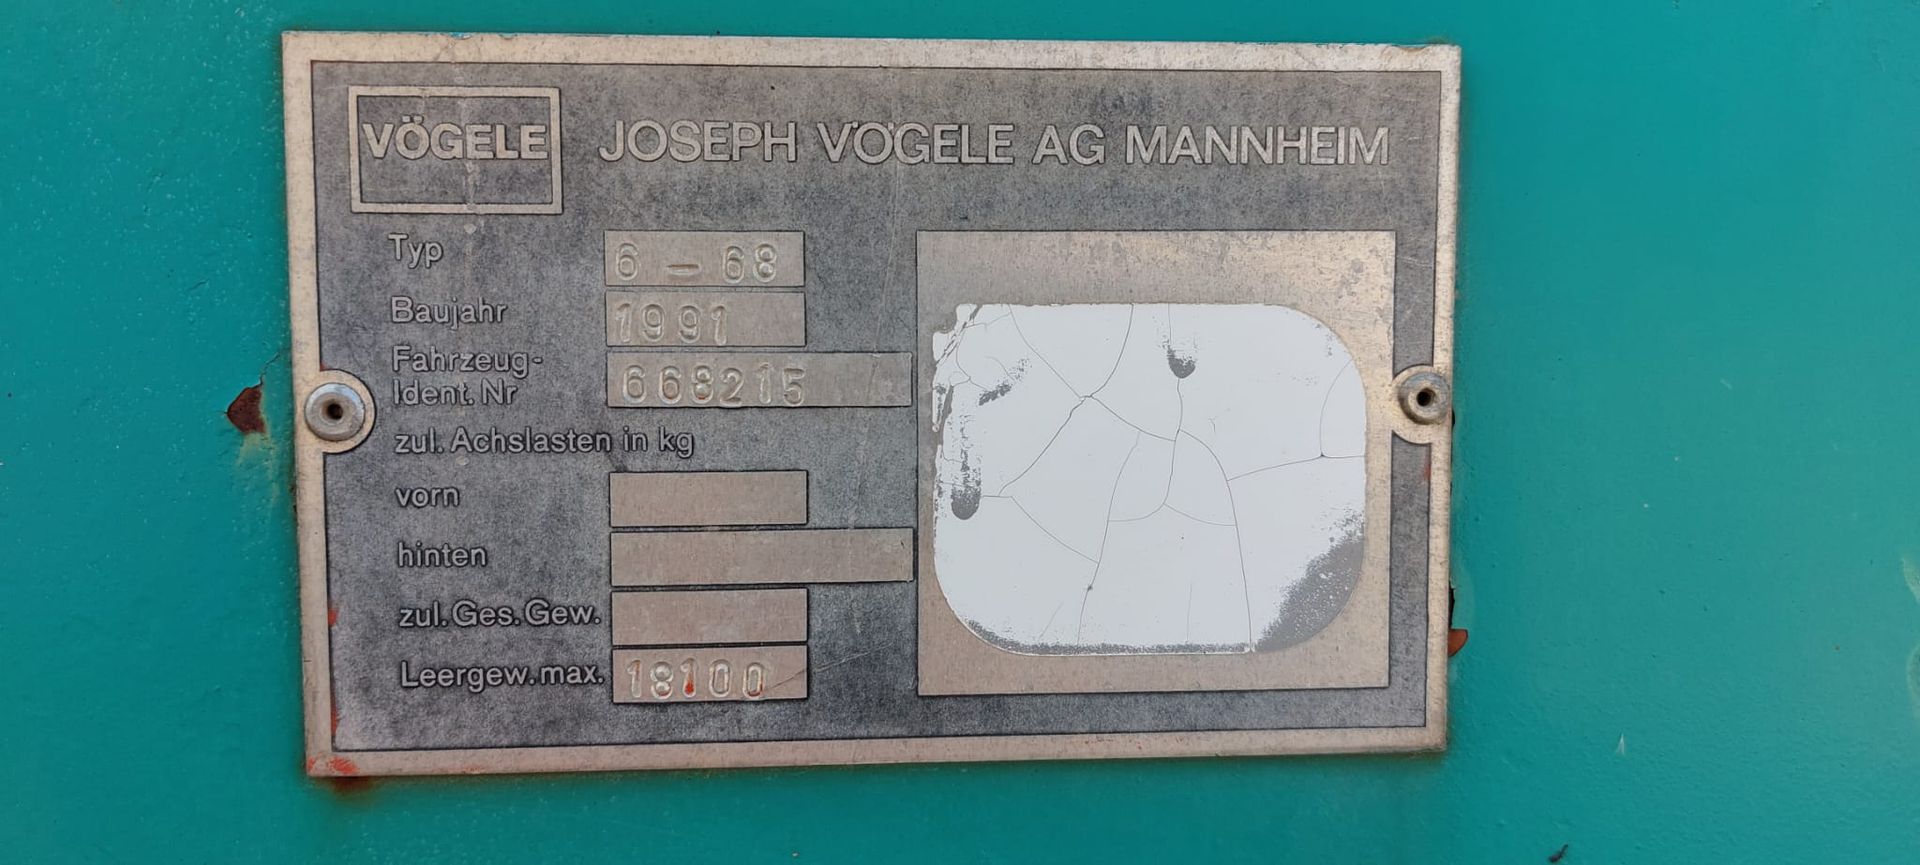 VÖGELE
JOSEPH VÖGELE AG MANNHEIM
Typ 6 - 68
Baujahr 1991
Fahrzeug-
Ident. Nr 668215
zul. Achslasten in kg
vorn
hinten
zul. Ges. Gew.
Leergew. max. 18100